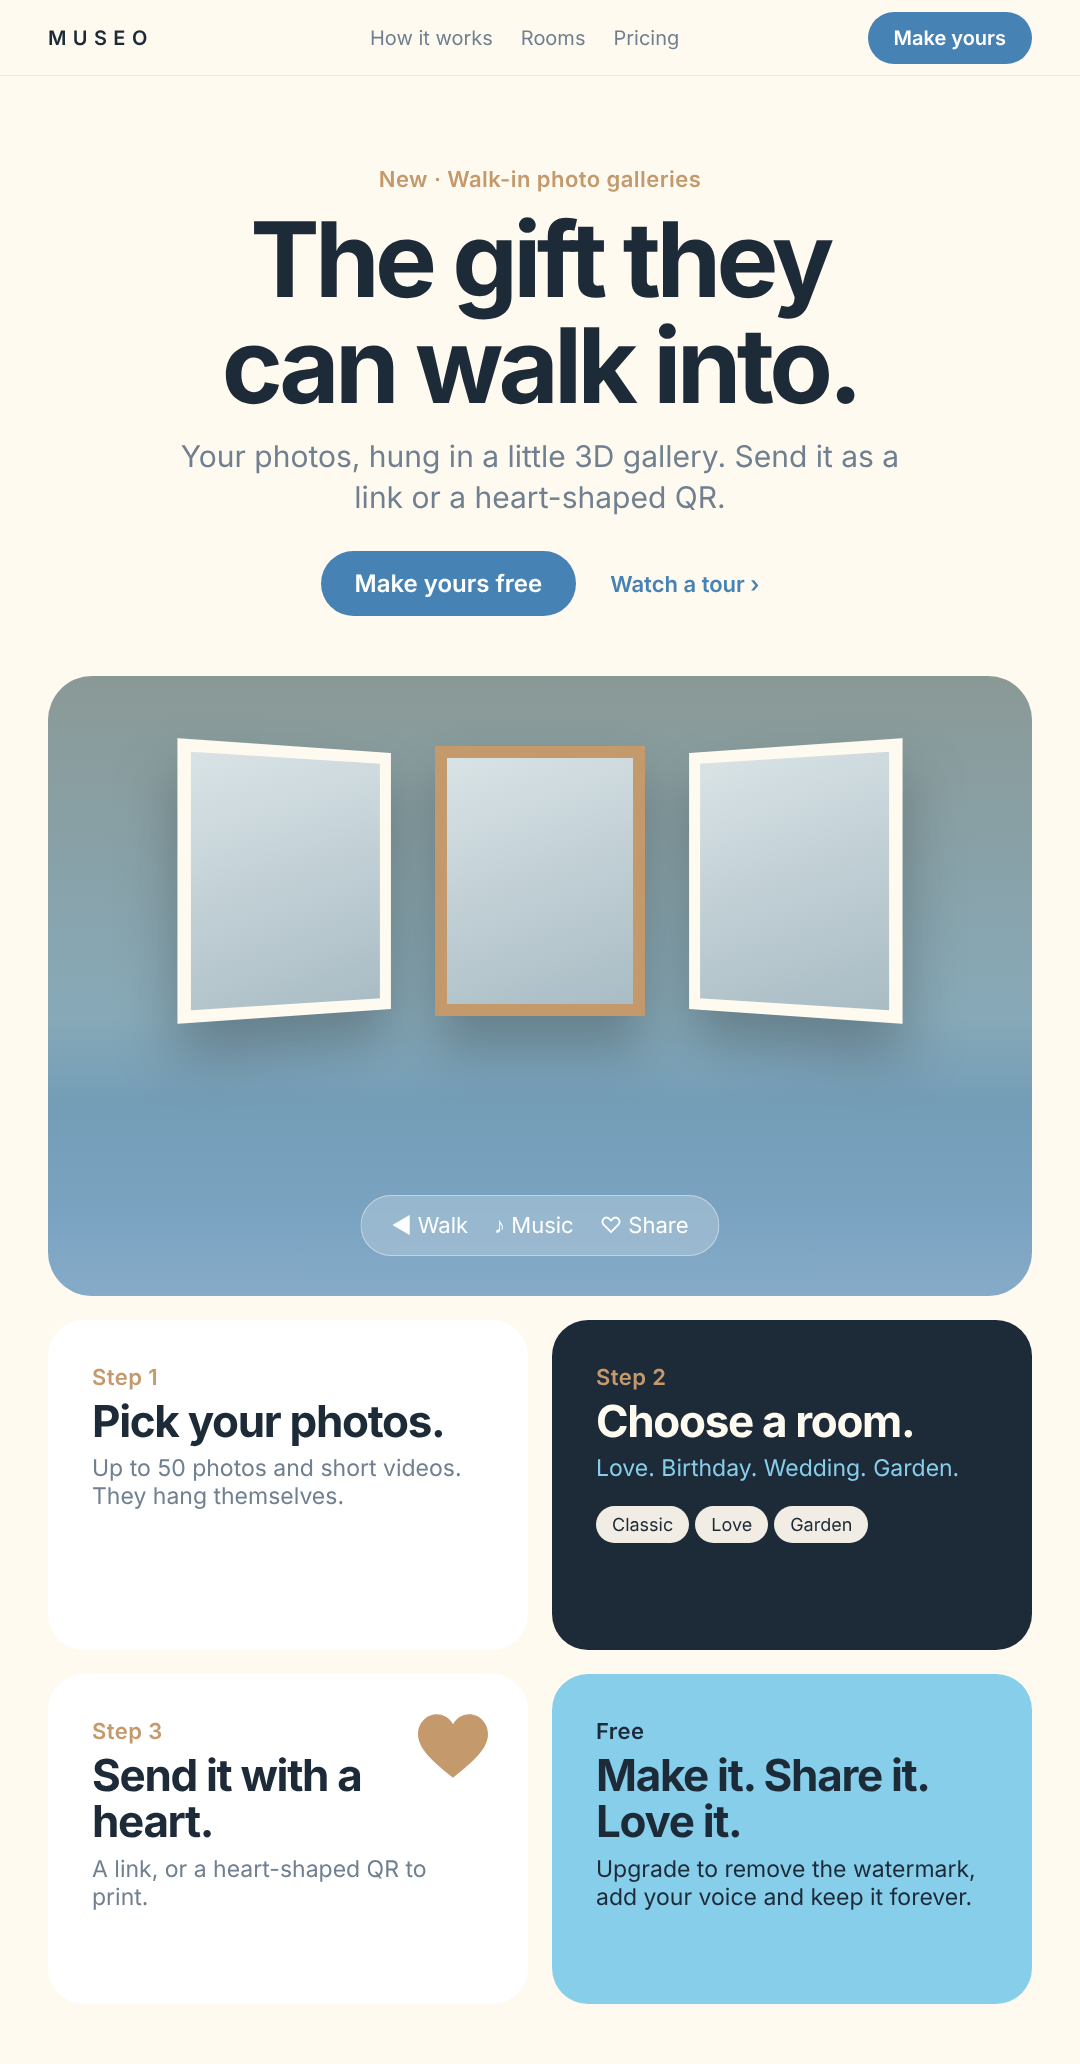 MUSEO
How it works Rooms Pricing
Make yours
New · Walk-in photo galleries
The gift they
can walk into.
Your photos, hung in a little 3D gallery. Send it as a
link or a heart-shaped QR.
Make yours free
Watch a tour ›
◀ Walk ♪ Music ♡ Share
Step 1
Pick your photos.
Up to 50 photos and short videos.
They hang themselves.
Step 2
Choose a room.
Love. Birthday. Wedding. Garden.
Classic Love Garden
Step 3
Send it with a
heart.
A link, or a heart-shaped QR to
print.
Free
Make it. Share it.
Love it.
Upgrade to remove the watermark,
add your voice and keep it forever.